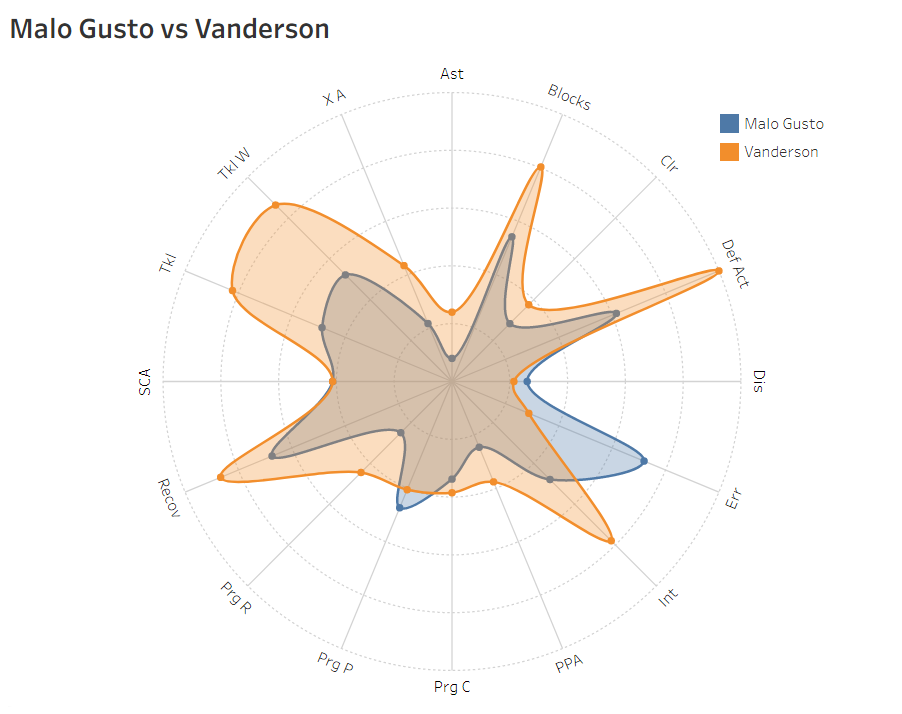 Malo Gusto vs Vanderson
Ast
Blocks
Clr
Def Act
Dis
Err
Int
PPA
Prg C
Prg P
Prg R
Recov
SCA
Tkl
Tkl W
X A
Malo Gusto
Vanderson